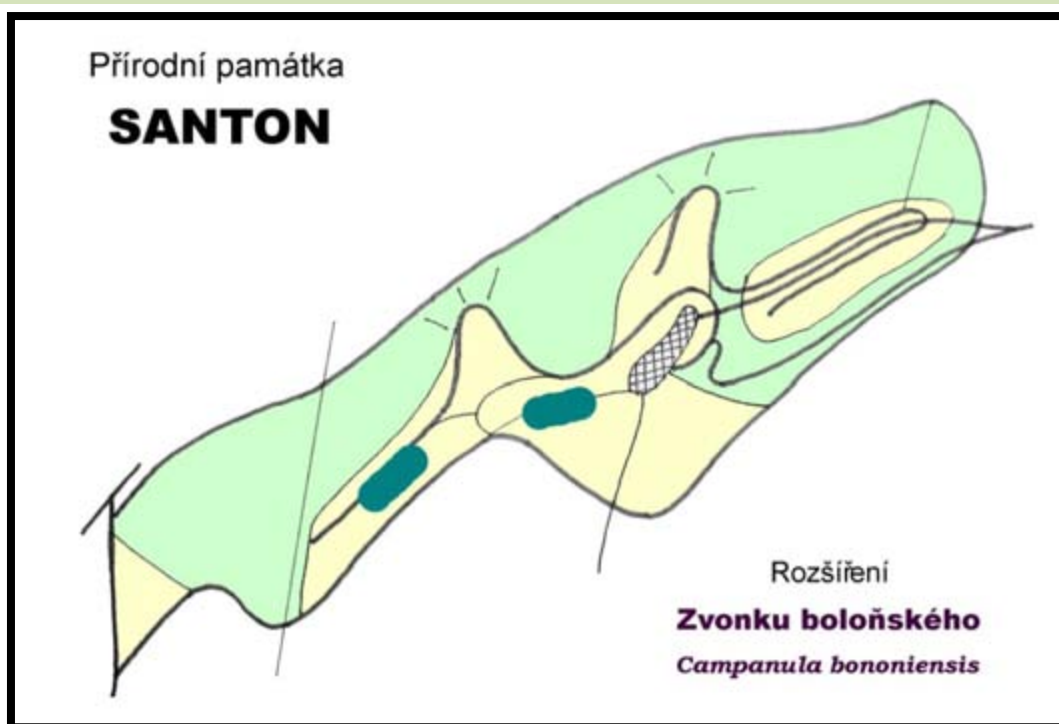 Přírodní památka
SANTON
Rozšíření
Zvonku boloňského
Campanula bononiensis